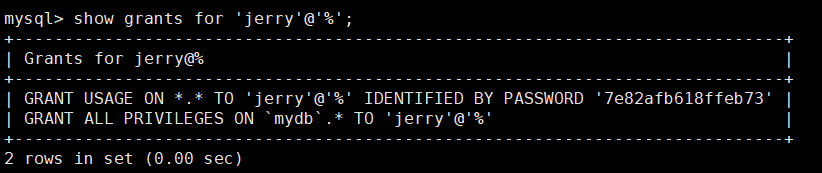 mysql> show grants for 'jerry'@'%';
+---------------------------------------------------------------------------+
| Grants for jerry@%                                                        |
+---------------------------------------------------------------------------+
| GRANT USAGE ON *.* TO 'jerry'@'%' IDENTIFIED BY PASSWORD '7e82afb618ffeb73' |
| GRANT ALL PRIVILEGES ON `mydb`.* TO 'jerry'@'%'                           |
+---------------------------------------------------------------------------+
2 rows in set (0.00 sec)